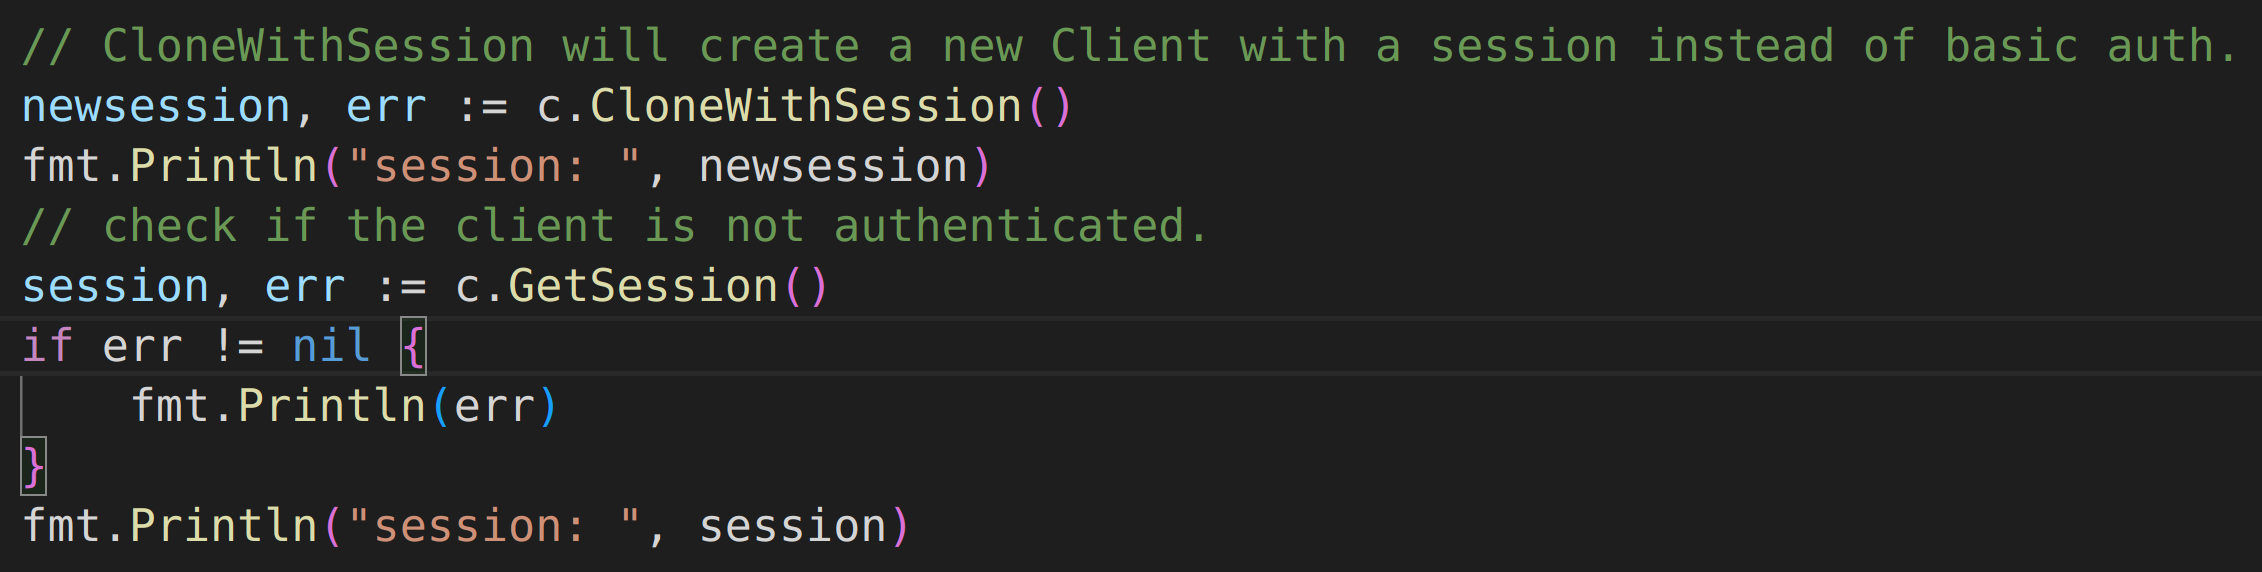 // CloneWithSession will create a new Client with a session instead of basic auth.
newsession, err := c.CloneWithSession()
fmt.Println("session: ", newsession)
// check if the client is not authenticated.
session, err := c.GetSession()
if err != nil {
    fmt.Println(err)
}
fmt.Println("session: ", session)